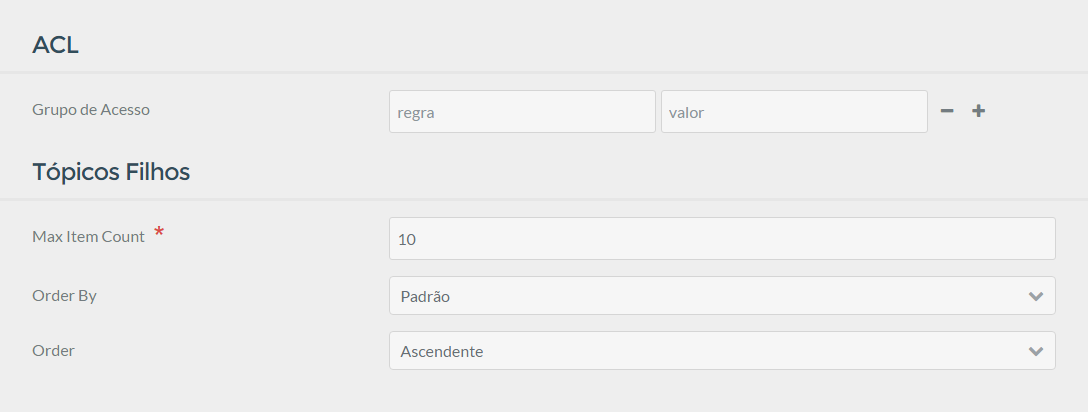 ACL
Grupo de Acesso regra valor
Tópicos Filhos
Max Item Count * 10
Order By Padrão
Order Ascendente